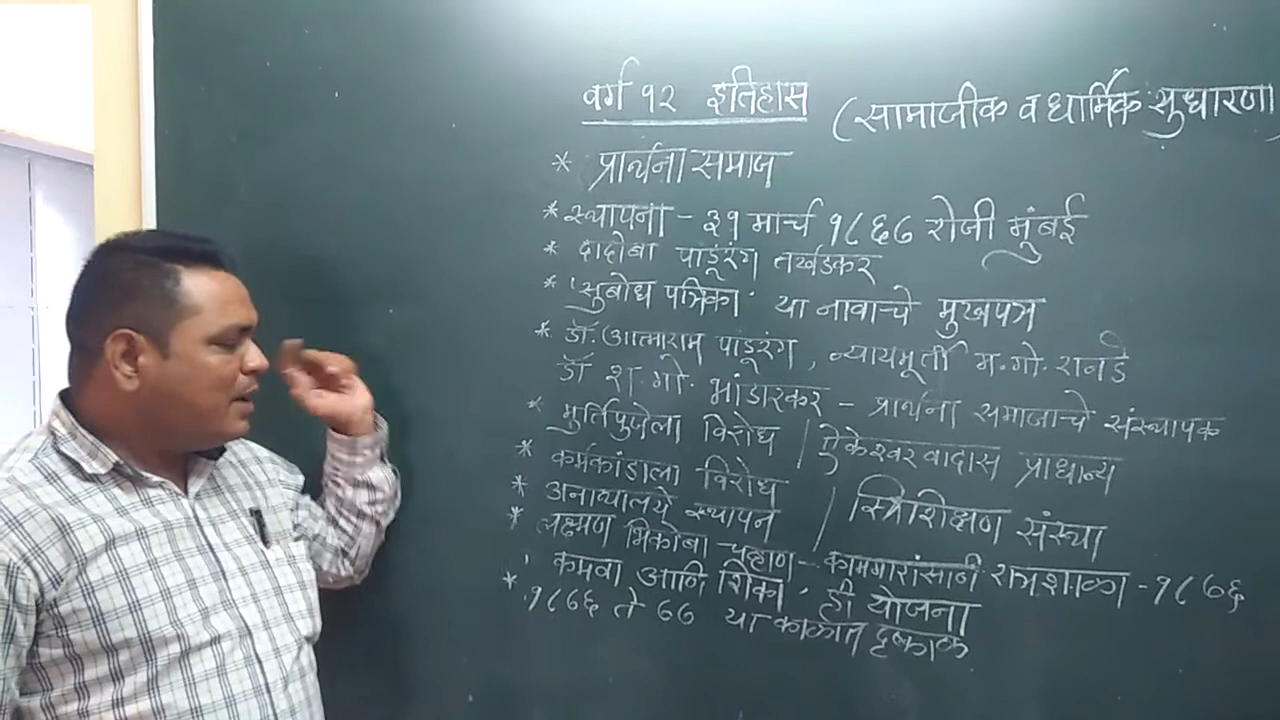 वर्ग १२ इतिहास (सामाजीक व धार्मिक सुधारणा)
* प्रार्थना समाज
* स्थापना - ३१ मार्च १८६७ रोजी मुंबई
* दादोबा पाडूंरंग तर्खडकर
* 'सुबोध पत्रिका' या नावाचे मुखपत्र
* डॉ. आत्माराम पांडूरंग, न्यायमूर्ती म. गो. रानडे
डॉ रा. गो. भांडारकर - प्रार्थना समाजाचे संस्थापक
* मुर्तिपुजेला विरोध / ऐकेश्वरवादास प्राधान्य
* कर्मकांडाला विरोध
* अनाथालये स्थापन / स्त्रिशिक्षण संस्था
* लक्ष्मण भिकोबा चव्हाण - कामगारांसाठी रात्रशाळा - १८७६
' कमवा आणि शिका ' ही योजना
* १८७६ ते ७७ या काळात दुष्काळ